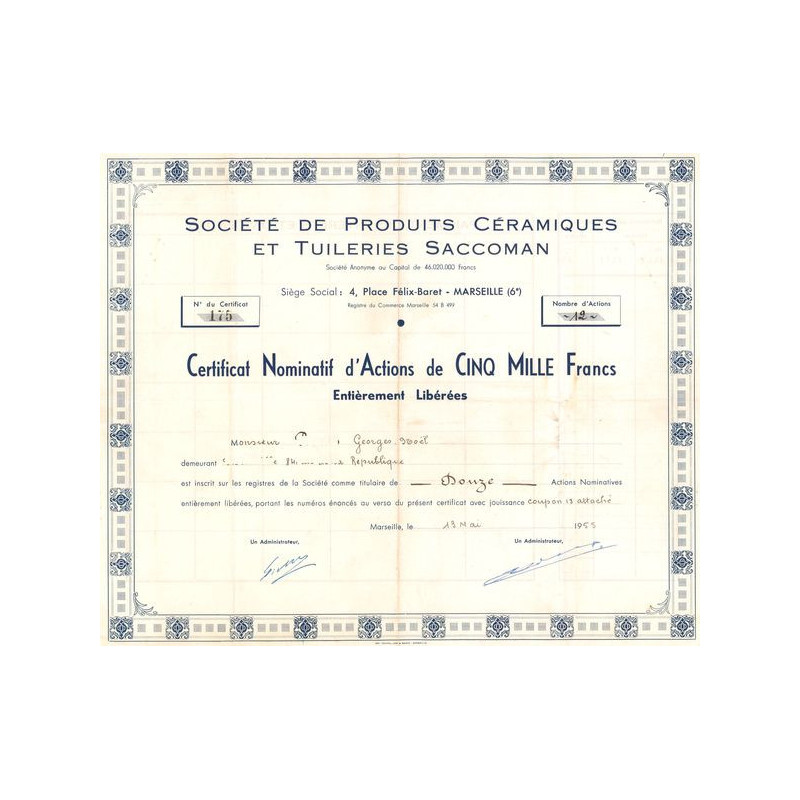 SOCIÉTÉ DE PRODUITS CÉRAMIQUES
ET TUILERIES SACCOMAN
Société Anonyme au Capital de 46.020.000 Francs
Siège Social : 4, Place Félix-Baret - MARSEILLE (6e)
Registre du Commerce Marseille 54 B 499
N° du Certificat
175
Nombre d'Actions
-12-
Certificat Nominatif d'Actions de CINQ MILLE Francs
Entièrement Libérées
Monsieur Georges Noël
demeurant République
est inscrit sur les registres de la Société comme titulaire de — Douze — Actions Nominatives
entièrement libérées, portant les numéros énancés au verso du présent certificat avec jouissance coupon 13 attaché
Marseille, le 13 Mai 1955
Un Administrateur,
Un Administrateur,